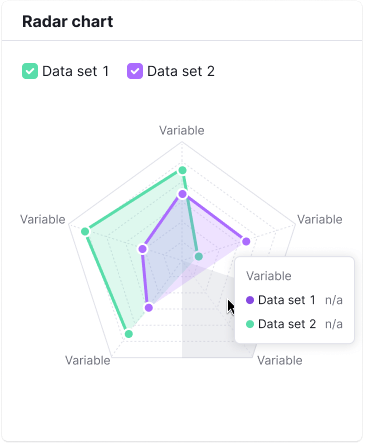 Radar chart
Data set 1
Data set 2
Variable
Variable
Variable
Variable
Data set 1 n/a
Data set 2 n/a
Variable
Variable